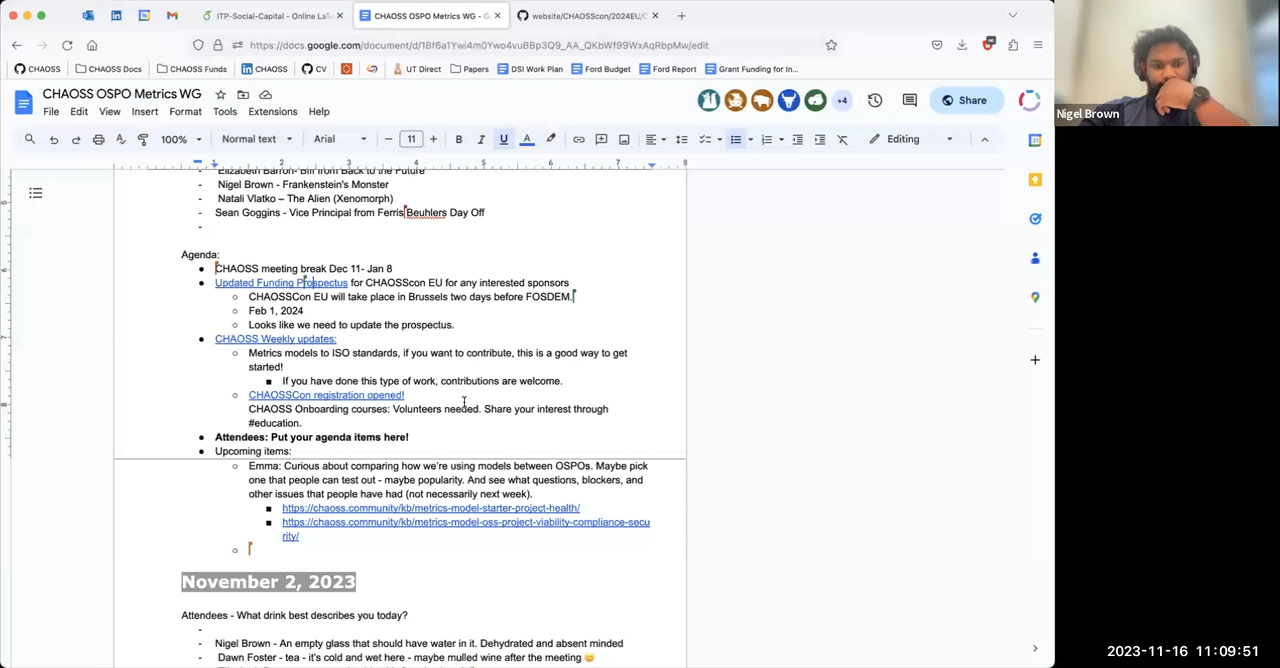 ITP-Social-Capital - Online LaTe
CHAOSS OSPO Metrics WG - G
website/CHAOSScon/2024EU/C
https://docs.google.com/document/d/1Bf6a1Ywi4m0Ywo4vuBBp3Q9_AA_QKbWf99WxAqRbpMw/edit
CHAOSS
CHAOSS Docs
CHAOSS Funds
CHAOSS
CV
UT Direct
Papers
DSI Work Plan
Ford Budget
Ford Report
Grant Funding for In...
CHAOSS OSPO Metrics WG
File Edit View Insert Format Tools Extensions Help
+4
Share
100%
Normal text
Arial
11
Editing
1 2 3 4 5 6 7 8
Elizabeth Barron- Biff from Back to the Future
- Nigel Brown - Frankenstein's Monster
- Natali Vlatko – The Alien (Xenomorph)
- Sean Goggins - Vice Principal from Ferris Beuhlers Day Off
-
Agenda:
● CHAOSS meeting break Dec 11- Jan 8
● Updated Funding Prospectus for CHAOSScon EU for any interested sponsors
○ CHAOSSCon EU will take place in Brussels two days before FOSDEM.
○ Feb 1, 2024
○ Looks like we need to update the prospectus.
● CHAOSS Weekly updates:
○ Metrics models to ISO standards, if you want to contribute, this is a good way to get
started!
■ If you have done this type of work, contributions are welcome.
○ CHAOSSCon registration opened!
CHAOSS Onboarding courses: Volunteers needed. Share your interest through
#education.
● Attendees: Put your agenda items here!
● Upcoming items:
○ Emma: Curious about comparing how we're using models between OSPOs. Maybe pick
one that people can test out - maybe popularity. And see what questions, blockers, and
other issues that people have had (not necessarily next week).
■ https://chaoss.community/kb/metrics-model-starter-project-health/
■ https://chaoss.community/kb/metrics-model-oss-project-viability-compliance-secu
rity/
○
November 2, 2023
Attendees - What drink best describes you today?
-
- Nigel Brown - An empty glass that should have water in it. Dehydrated and absent minded
- Dawn Foster - tea - it's cold and wet here - maybe mulled wine after the meeting 😊
Nigel Brown
2023-11-16 11:09:51